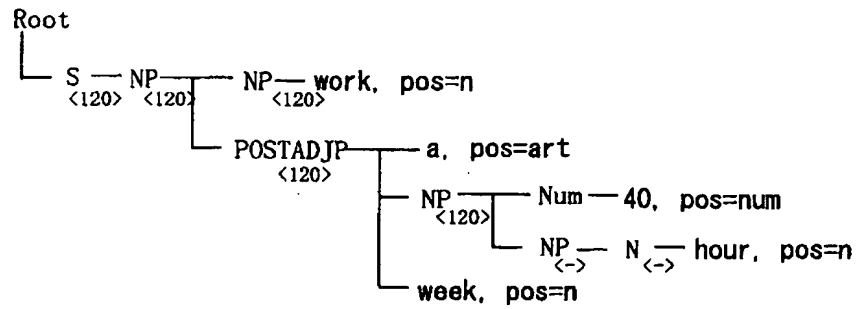 Root
S NP NP work, pos=n
<120> <120> <120>
POSTADJP a, pos=art
<120>
NP Num 40, pos=num
<120>
NP N hour, pos=n
<-> <->
week, pos=n